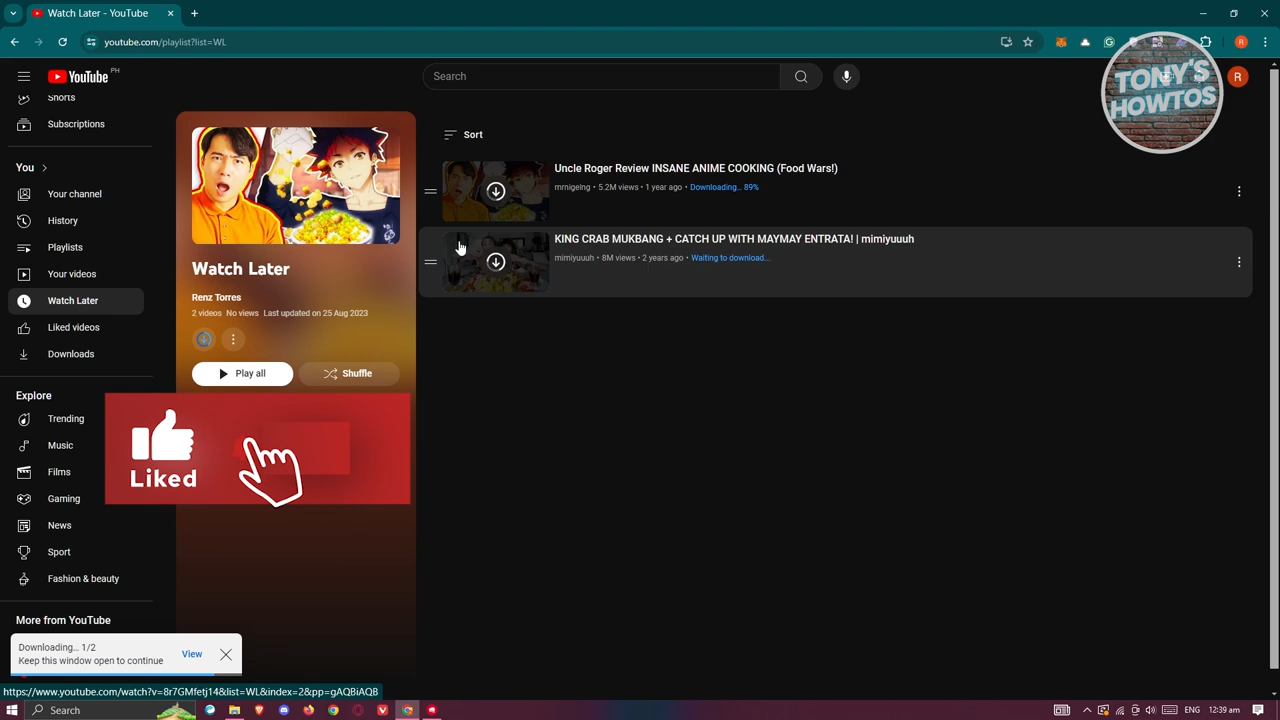 Watch Later - YouTube
youtube.com/playlist?list=WL
R
YouTube PH
Search
TONY'S
HOWTOS
R
Shorts
Subscriptions
You
Your channel
History
Playlists
Your videos
Watch Later
Liked videos
Downloads
Explore
Trending
Music
Films
Gaming
News
Sport
Fashion & beauty
More from YouTube
Watch Later
Renz Torres
2 videos No views Last updated on 25 Aug 2023
Play all
Shuffle
Sort
Uncle Roger Review INSANE ANIME COOKING (Food Wars!)
mrnigelng • 5.2M views • 1 year ago • Downloading... 89%
KING CRAB MUKBANG + CATCH UP WITH MAYMAY ENTRATA! | mimiyuuuh
mimiyuuuh • 8M views • 2 years ago • Waiting to download...
Liked
Downloading... 1/2
Keep this window open to continue
View
https://www.youtube.com/watch?v=8r7GMfetj14&list=WL&index=2&pp=gAQBiAQB
Search
ENG
12:39 am